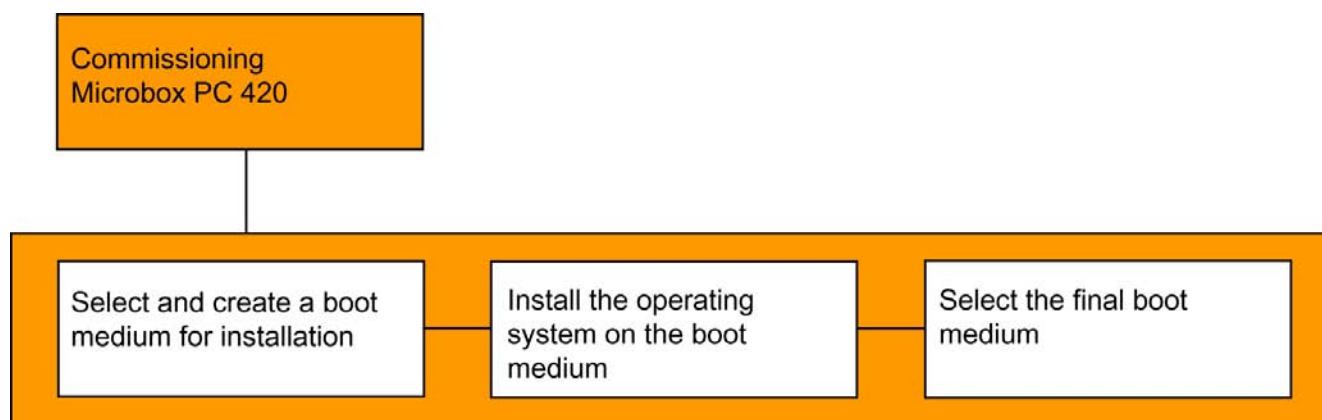 Commissioning
Microbox PC 420
Select and create a boot
medium for installation
Install the operating
system on the boot
medium
Select the final boot
medium